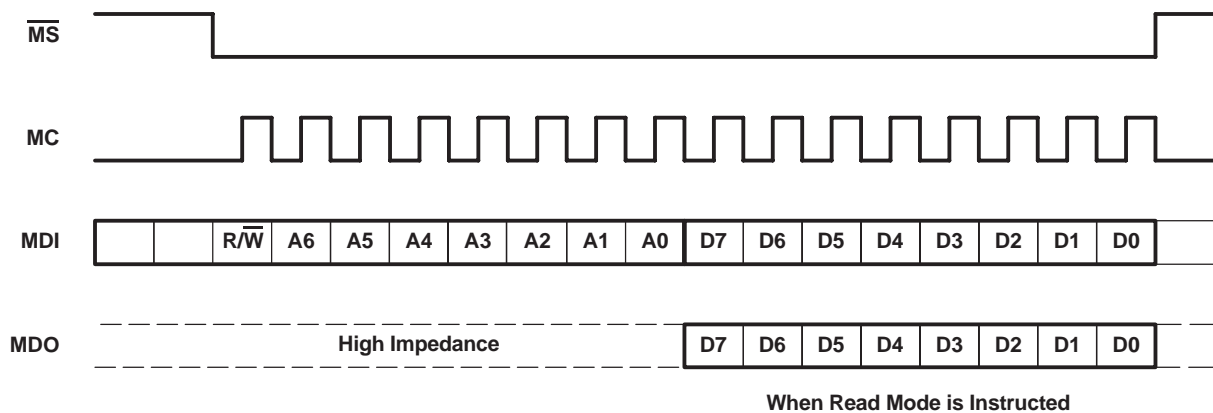 M̅S̅
MC
MDI R/W̅ A6 A5 A4 A3 A2 A1 A0 D7 D6 D5 D4 D3 D2 D1 D0
MDO High Impedance D7 D6 D5 D4 D3 D2 D1 D0
When Read Mode is Instructed